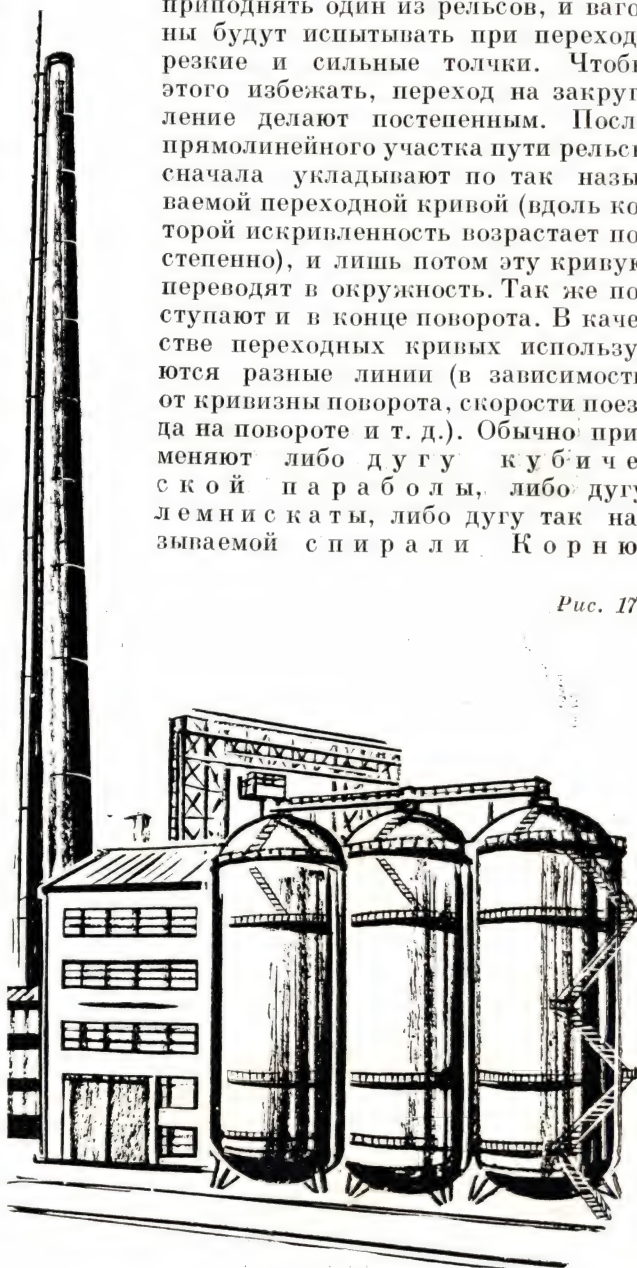 приподнять один из рельсов, и ваго
ны будут испытывать при переход
резкие и сильные толчки. Чтобы
этого избежать, переход на закруг
ление делают постепенным. Посл
прямолинейного участка пути рельсы
сначала укладывают по так назы
ваемой переходной кривой (вдоль ко
торой искривленность возрастает по
степенно), и лишь потом эту кривую
переводят в окружность. Так же по
ступают и в конце поворота. В каче
стве переходных кривых использу
ются разные линии (в зависимости
от кривизны поворота, скорости поез
да на повороте и т. д.). Обычно при
меняют либо дугу кубиче
ской параболы, либо дугу
лемнискаты, либо дугу так на
зываемой спирали Корню
Рис. 17